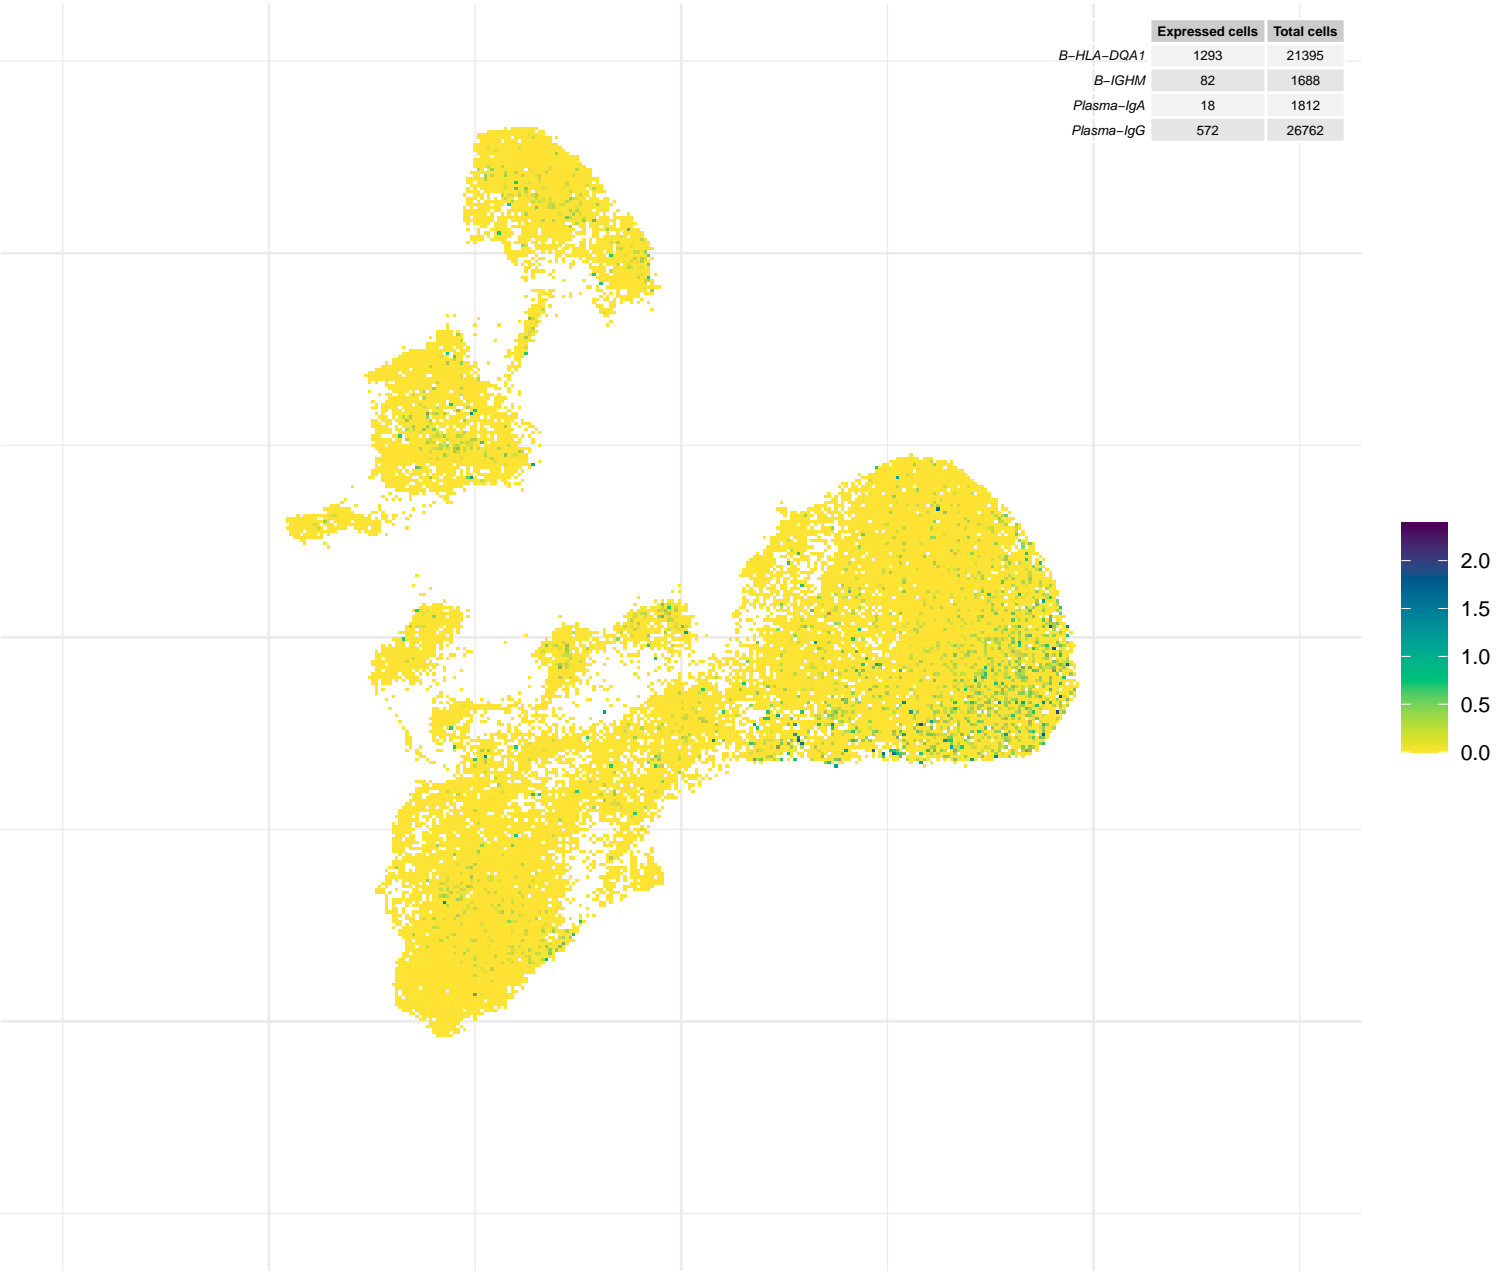 Expressed cells Total cells
B−HLA−DQA1 1293 21395
B−IGHM 82 1688
Plasma−IgA 18 1812
Plasma−IgG 572 26762
2.0
1.5
1.0
0.5
0.0